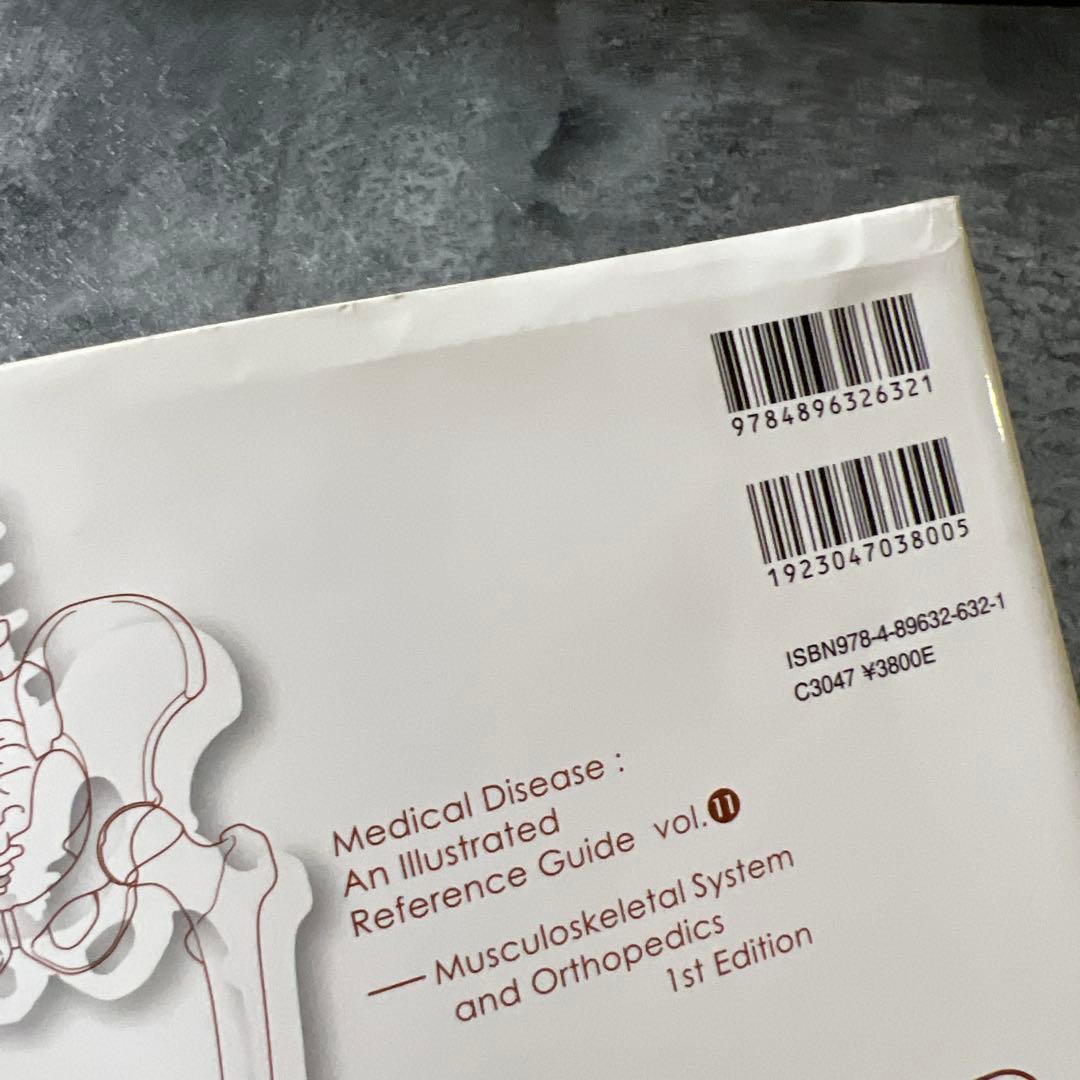 9784896326321
1923047038005
ISBN978-4-89632-632-1
C3047 ¥3800E
Medical Disease :
An Illustrated
Reference Guide vol.11
— Musculoskeletal System
and Orthopedics
1st Edition